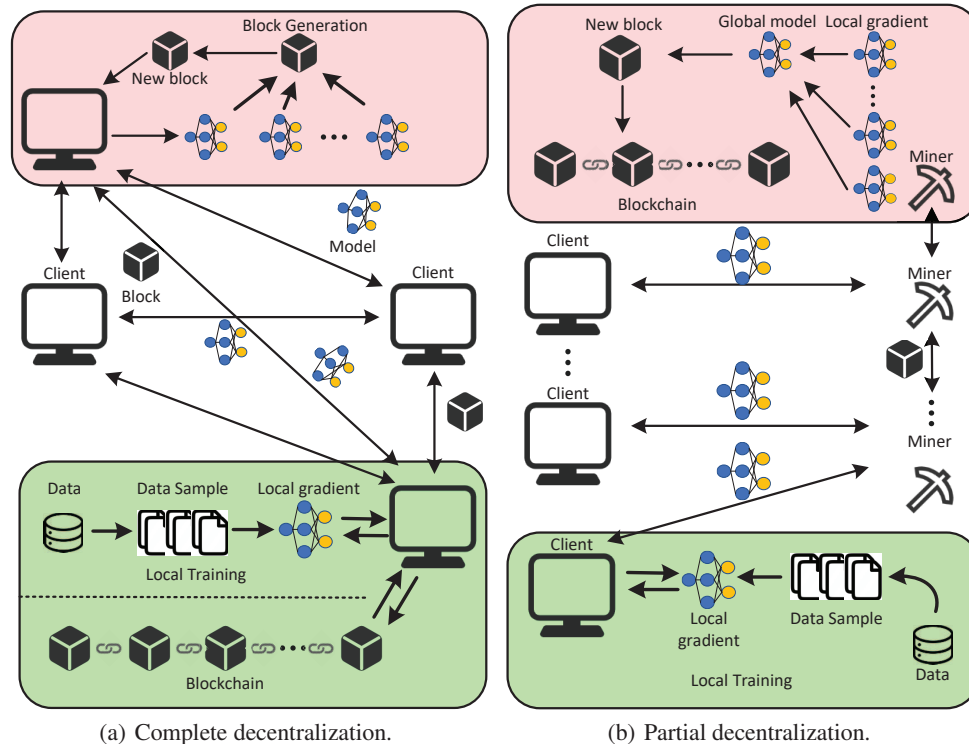 Block Generation
New block
Model
Client
Client
Block
Data
Data Sample
Local gradient
Local Training
Blockchain
(a) Complete decentralization.
New block
Global model
Local gradient
Miner
Blockchain
Client
Miner
Client
Miner
Client
Local
gradient
Data Sample
Data
Local Training
(b) Partial decentralization.